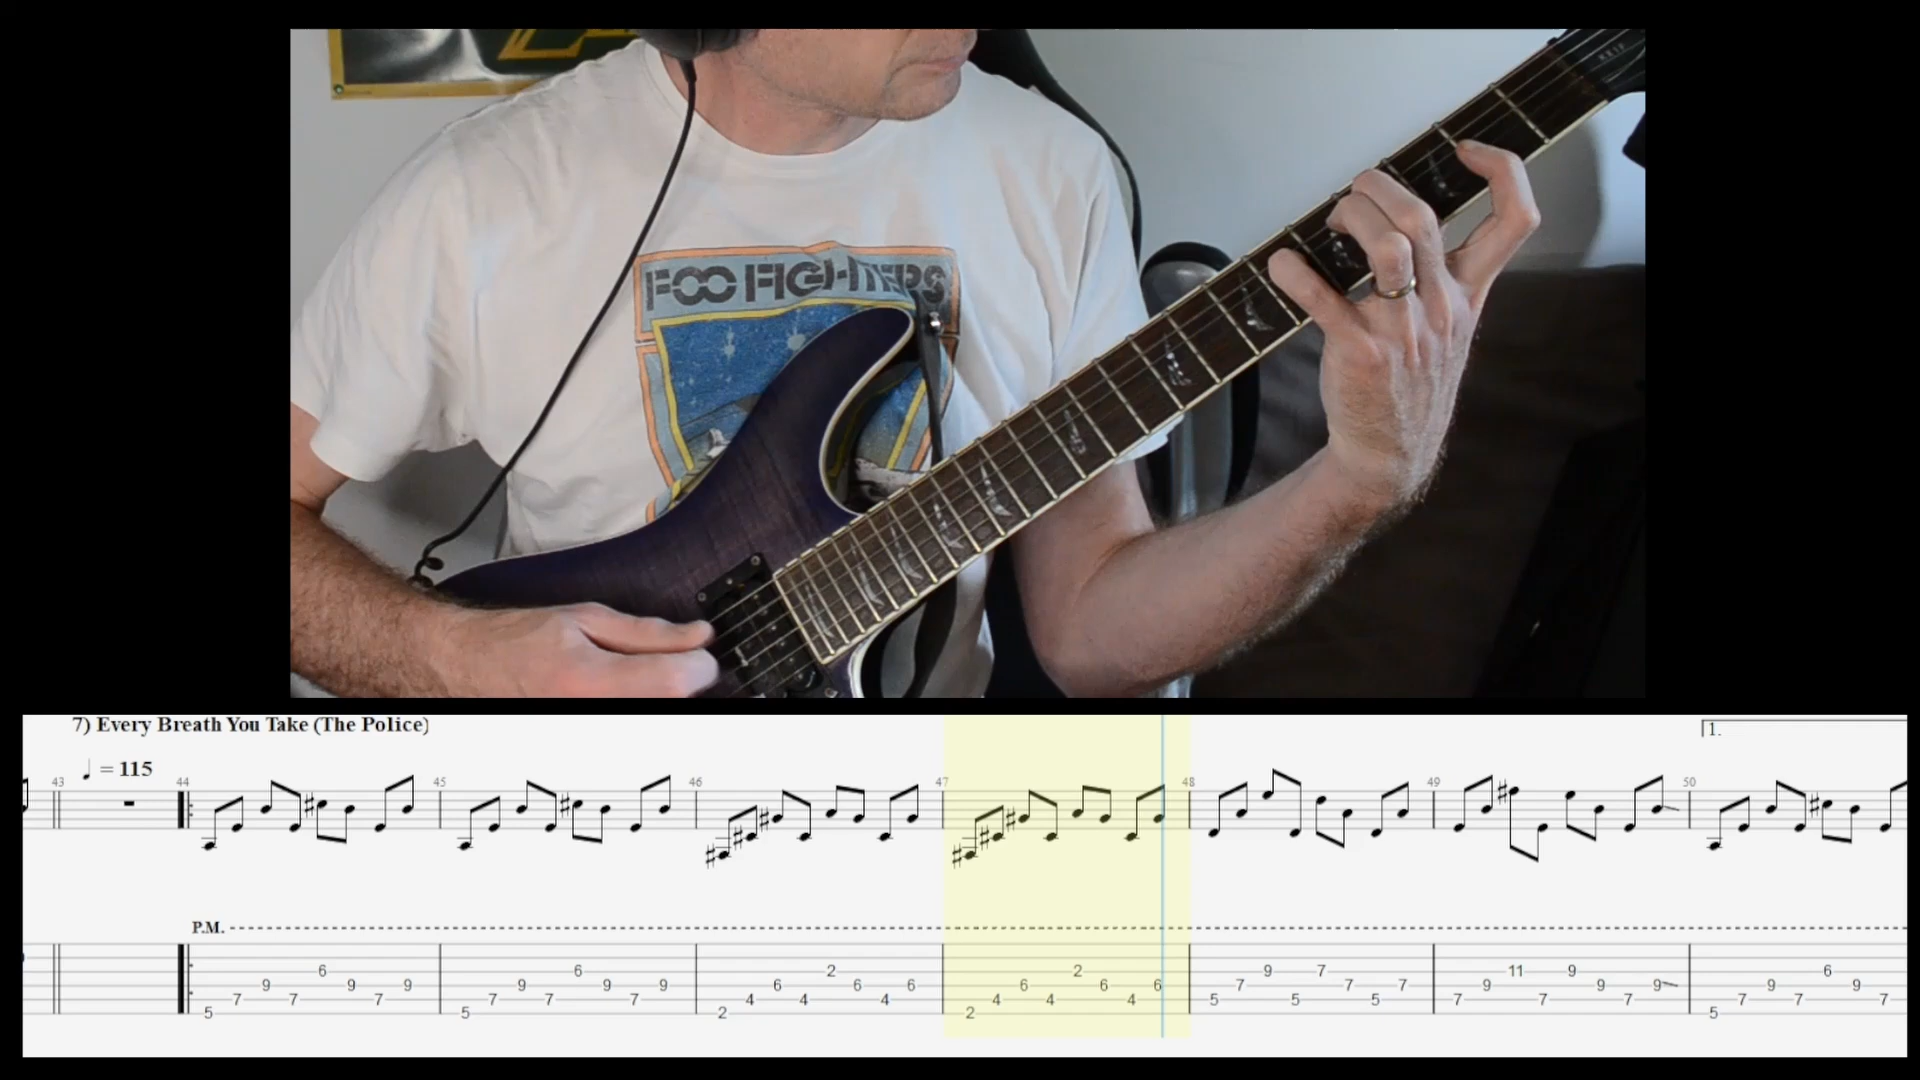 FOO FIGHTERS
7) Every Breath You Take (The Police)
♩ = 115
1.
43 44 45 46 47 48 49 50
P.M.
5 7 9 7 6 9 7 9 5 7 9 7 6 9 7 9 2 4 6 4 2 6 4 6 2 4 6 4 2 6 4 6 5 7 9 5 7 7 5 7 7 9 11 7 9 9 7 9 5 7 9 7 6 9 7